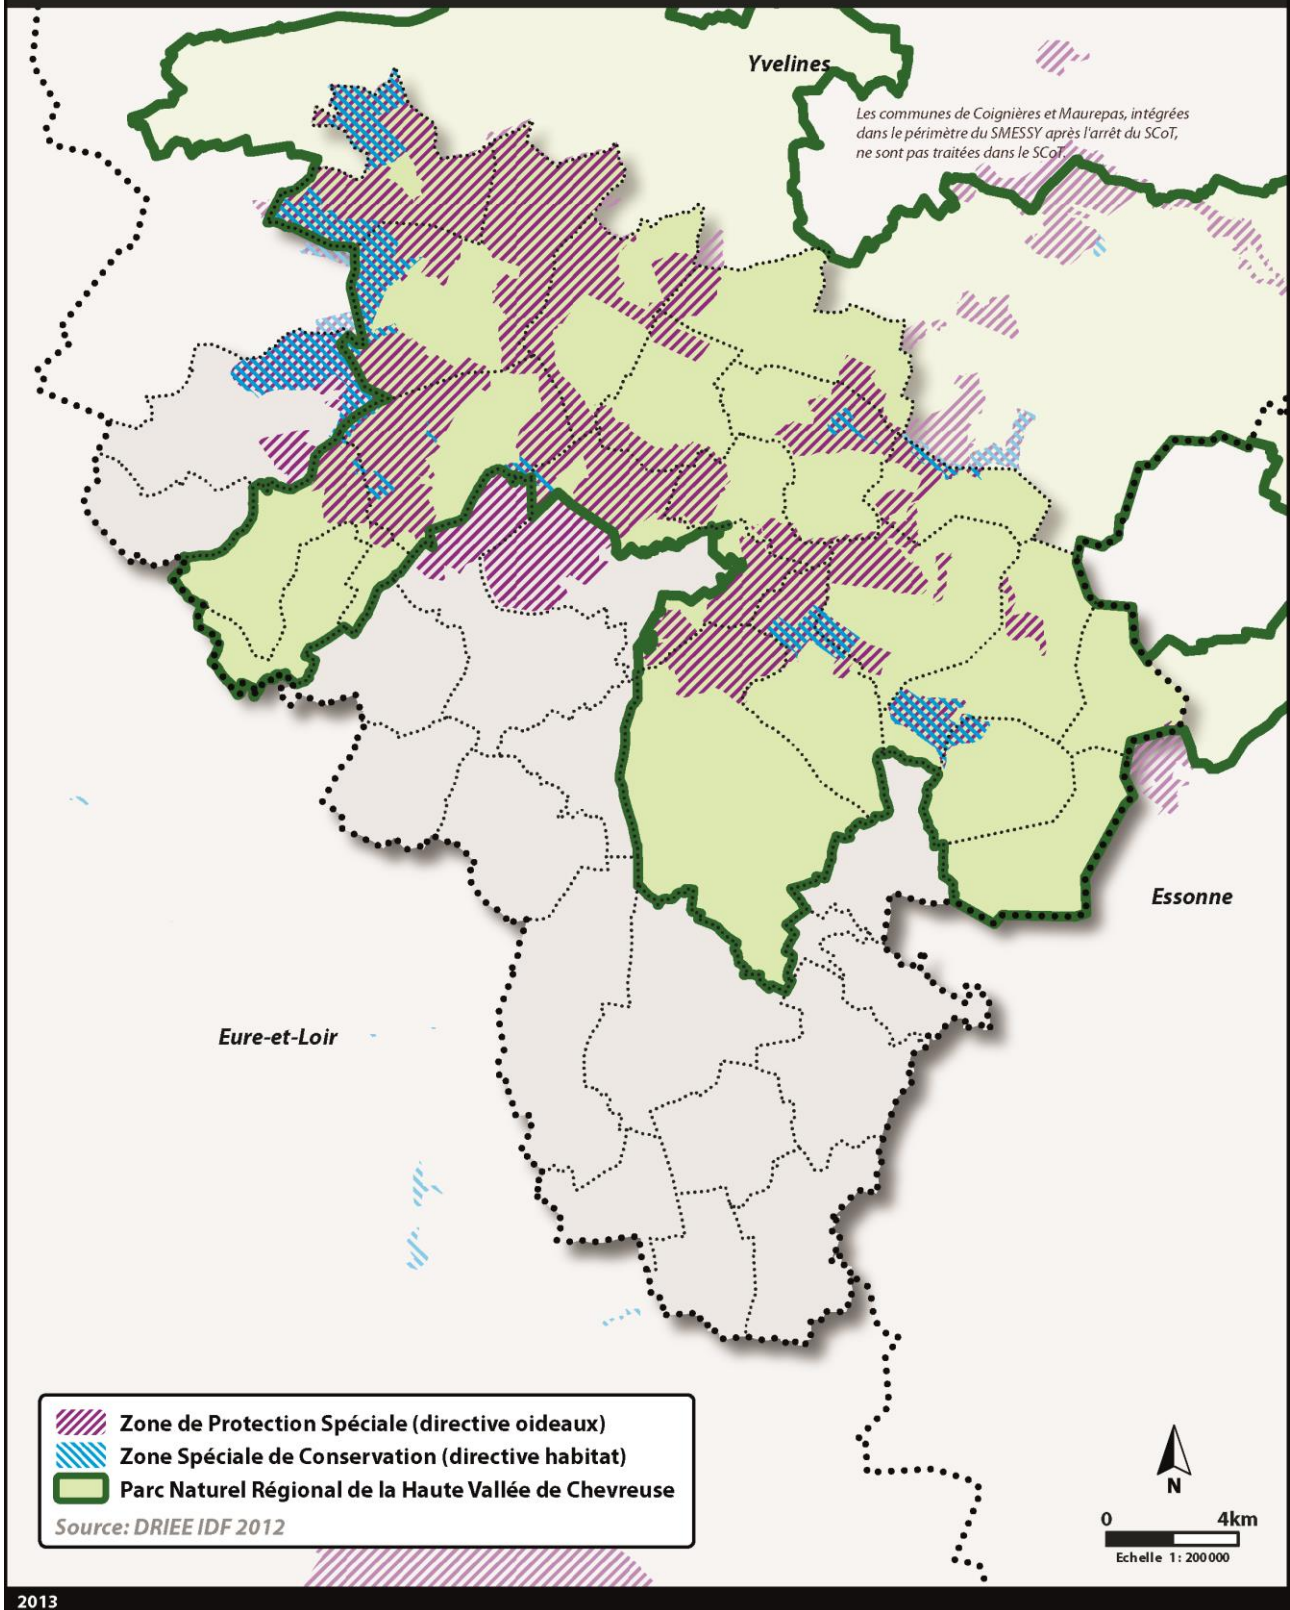 Yvelines
Les communes de Coignières et Maurepas, intégrées
dans le périmètre du SMESSY après l'arrêt du SCoT,
ne sont pas traitées dans le SCoT.
Essonne
Eure-et-Loir
Zone de Protection Spéciale (directive oideaux)
Zone Spéciale de Conservation (directive habitat)
Parc Naturel Régional de la Haute Vallée de Chevreuse
Source: DRIEE IDF 2012
N
0 4km
Echelle 1 : 200 000
2013